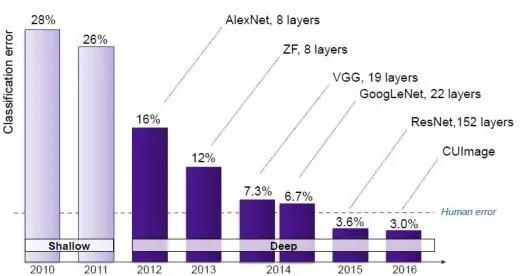 Classification error
28%
26%
16%
12%
7.3%
6.7%
3.6%
3.0%
AlexNet, 8 layers
ZF, 8 layers
VGG, 19 layers
GoogLeNet, 22 layers
ResNet,152 layers
CUImage
Human error
Shallow
Deep
2010
2011
2012
2013
2014
2015
2016